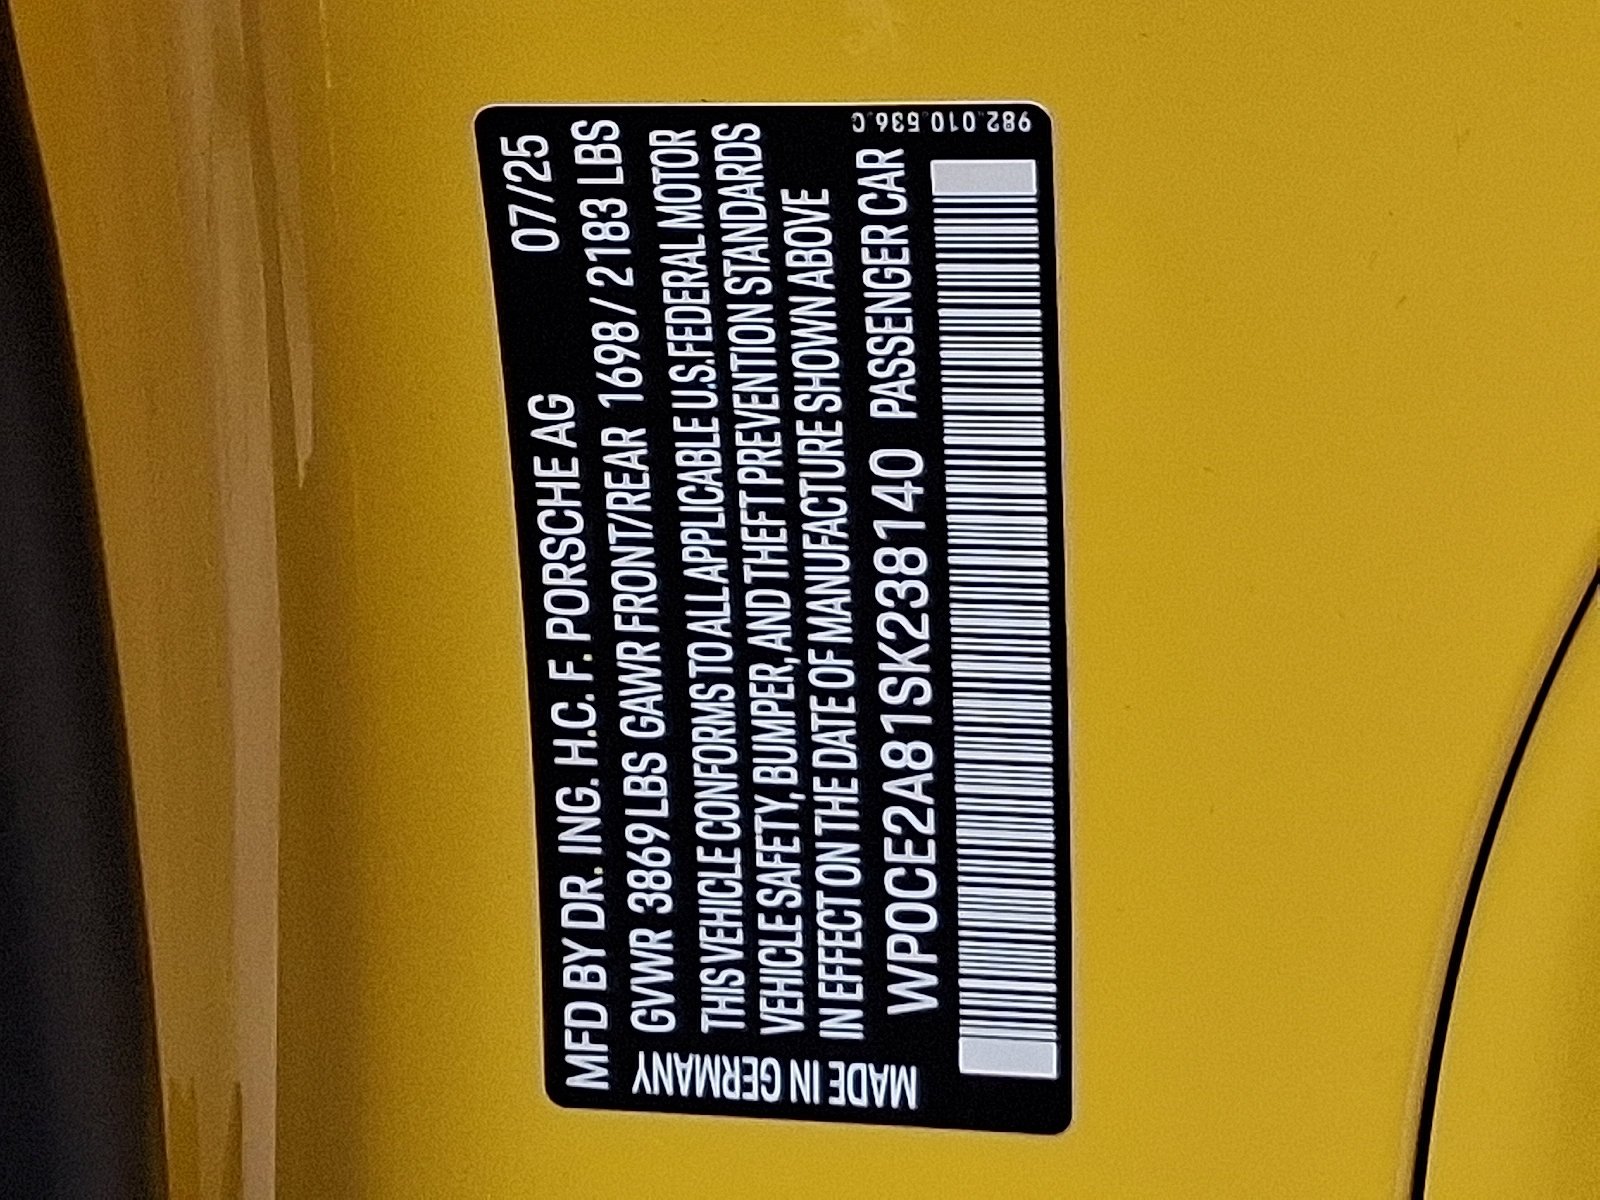 MFD BY DR. ING. H.C. F. PORSCHE AG 07/25
GVWR 3869 LBS GAWR FRONT/REAR 1698 / 2183 LBS
THIS VEHICLE CONFORMS TO ALL APPLICABLE U.S. FEDERAL MOTOR
VEHICLE SAFETY, BUMPER, AND THEFT PREVENTION STANDARDS
IN EFFECT ON THE DATE OF MANUFACTURE SHOWN ABOVE
WP0CE2A81SK238140 PASSENGER CAR
MADE IN GERMANY
982.010.536.C